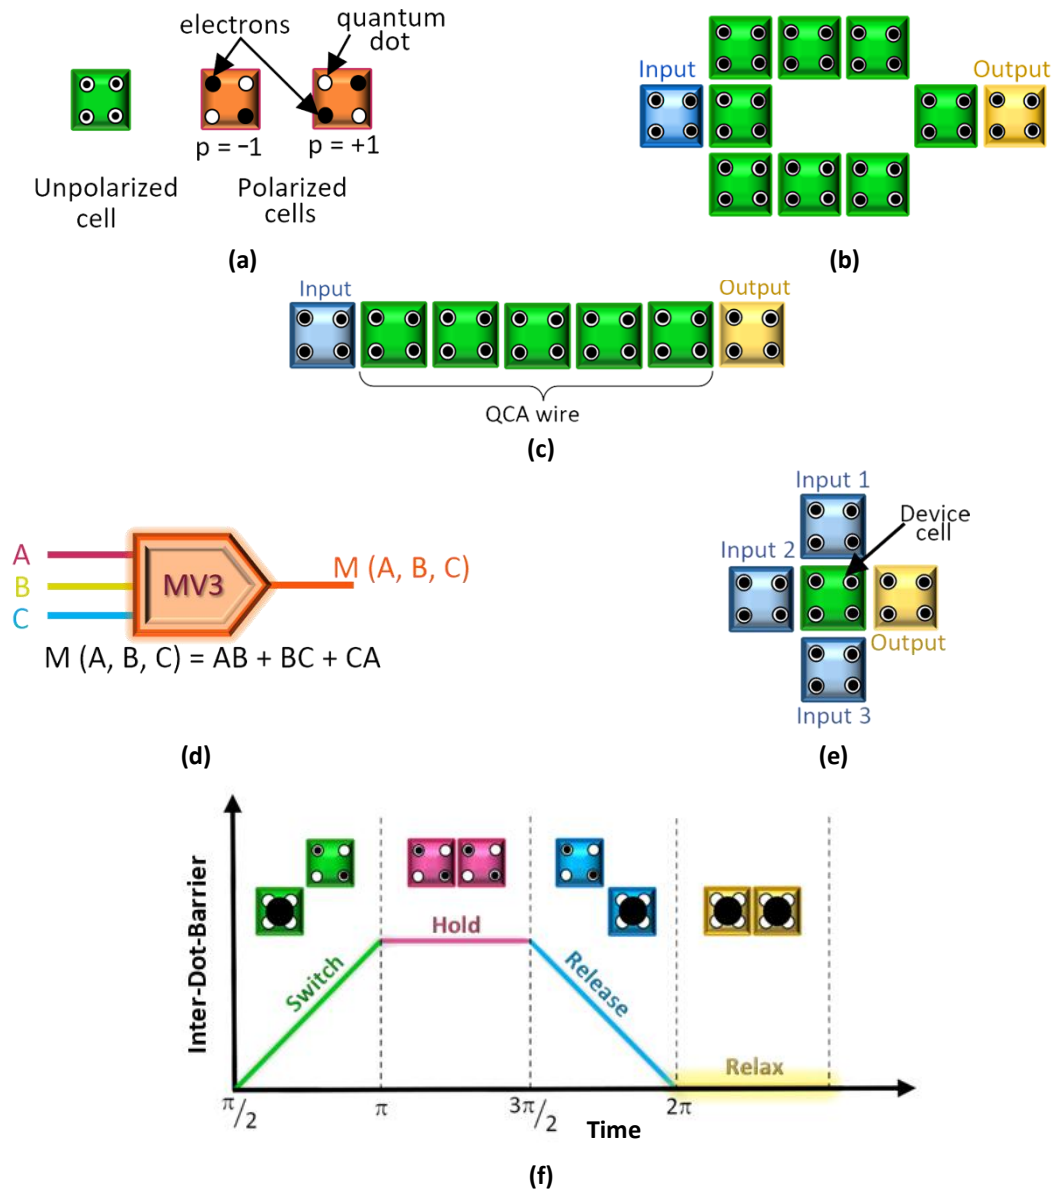 electrons
quantum
dot
p = −1
p = +1
Unpolarized
cell
Polarized
cells
(a)
Input
Output
(b)
Input
Output
QCA wire
(c)
A
B
C
MV3
M (A, B, C)
M (A, B, C) = AB + BC + CA
(d)
Input 1
Device
cell
Input 2
Output
Input 3
(e)
Inter-Dot-Barrier
Switch
Hold
Release
Relax
π/2
π
3π/2
2π
Time
(f)